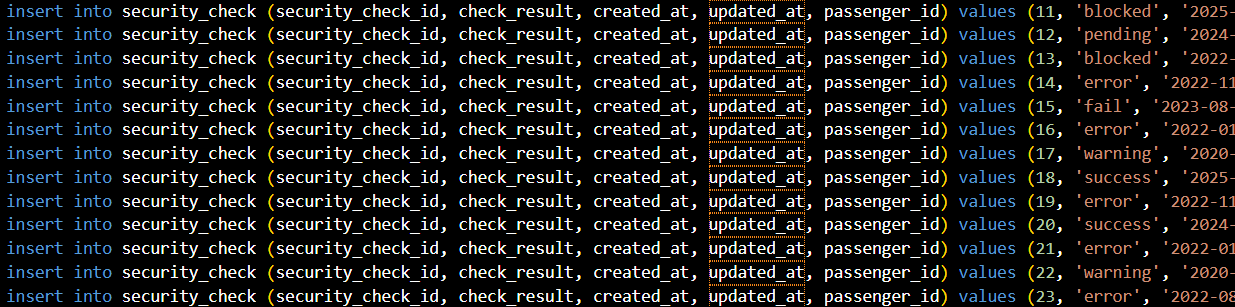 insert into security_check (security_check_id, check_result, created_at, updated_at, passenger_id) values (11, 'blocked', '2025-
insert into security_check (security_check_id, check_result, created_at, updated_at, passenger_id) values (12, 'pending', '2024-
insert into security_check (security_check_id, check_result, created_at, updated_at, passenger_id) values (13, 'blocked', '2022-
insert into security_check (security_check_id, check_result, created_at, updated_at, passenger_id) values (14, 'error', '2022-11
insert into security_check (security_check_id, check_result, created_at, updated_at, passenger_id) values (15, 'fail', '2023-08-
insert into security_check (security_check_id, check_result, created_at, updated_at, passenger_id) values (16, 'error', '2022-01
insert into security_check (security_check_id, check_result, created_at, updated_at, passenger_id) values (17, 'warning', '2020-
insert into security_check (security_check_id, check_result, created_at, updated_at, passenger_id) values (18, 'success', '2025-
insert into security_check (security_check_id, check_result, created_at, updated_at, passenger_id) values (19, 'error', '2022-11
insert into security_check (security_check_id, check_result, created_at, updated_at, passenger_id) values (20, 'success', '2024-
insert into security_check (security_check_id, check_result, created_at, updated_at, passenger_id) values (21, 'error', '2022-01
insert into security_check (security_check_id, check_result, created_at, updated_at, passenger_id) values (22, 'warning', '2020-
insert into security_check (security_check_id, check_result, created_at, updated_at, passenger_id) values (23, 'error', '2022-08